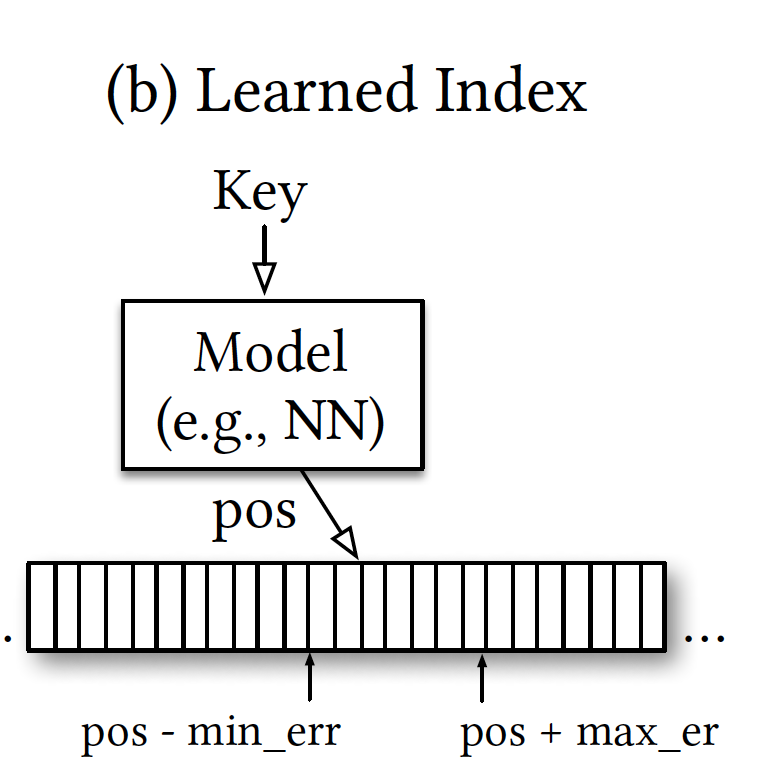 (b) Learned Index
Key
Model
(e.g., NN)
pos
. ...
pos - min_err pos + max_er